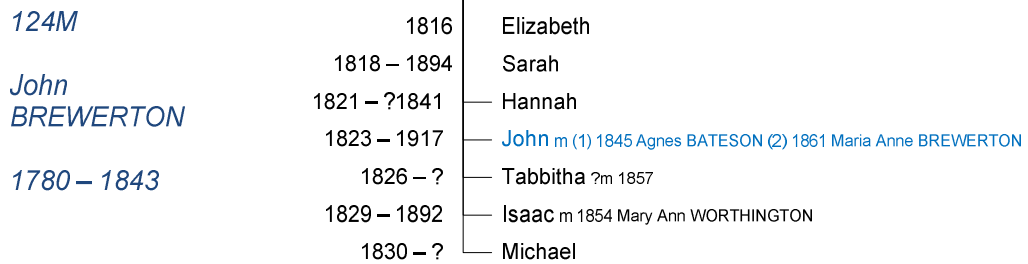 124M
John
BREWERTON
1780 – 1843
1816 Elizabeth
1818 – 1894 Sarah
1821 – ?1841 Hannah
1823 – 1917 John m (1) 1845 Agnes BATESON (2) 1861 Maria Anne BREWERTON
1826 – ? Tabbitha ?m 1857
1829 – 1892 Isaac m 1854 Mary Ann WORTHINGTON
1830 – ? Michael